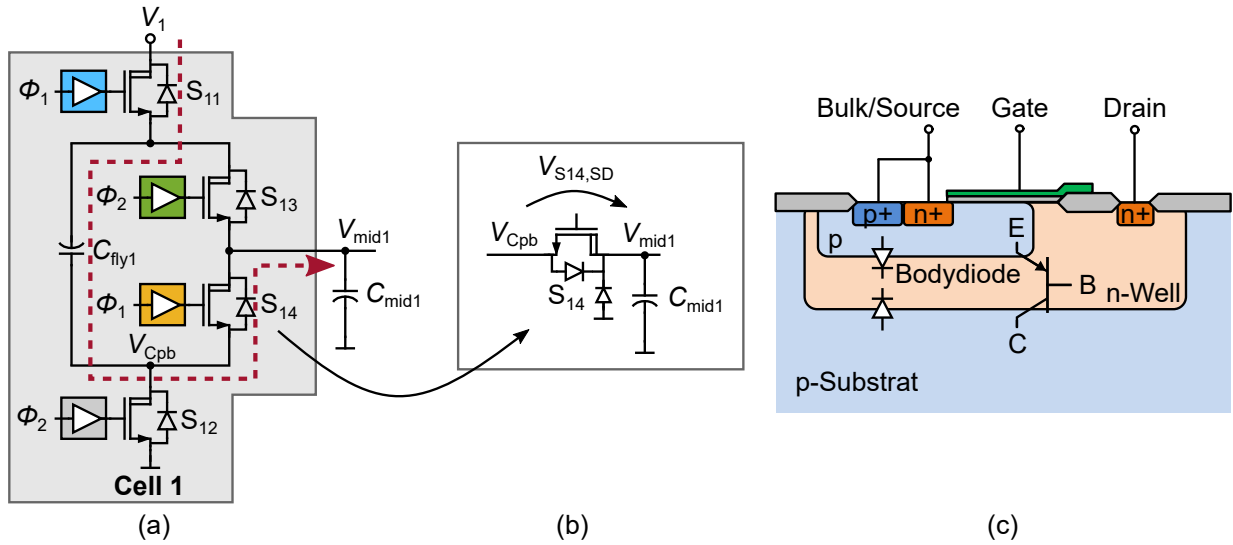 V1
Φ1
S11
Φ2
S13
Cfly1
Vmid1
Φ1
S14
Cmid1
VCpb
Φ2
S12
Cell 1
(a)
VS14,SD
VCpb
Vmid1
S14
Cmid1
(b)
Bulk/Source
Gate
Drain
p+
n+
n+
p
E
Bodydiode
B
n-Well
C
p-Substrat
(c)